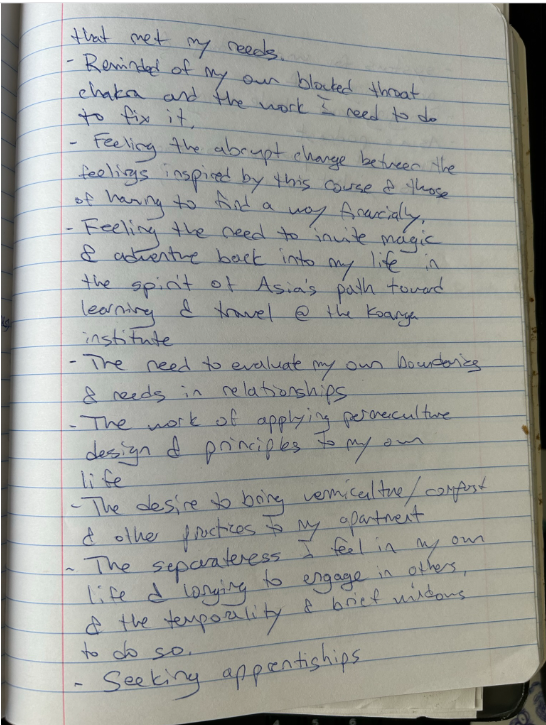 that met my needs.
- Reminded of my own blocked throat
chakra and the work I need to do
to fix it.
- Feeling the abrupt change between the
feelings inspired by this course & those
of having to find a way financially.
- Feeling the need to invite magic
& adventure back into my life in
the spirit of Asia's path toward
learning & travel @ the Koanga
institute
- The need to evaluate my own boundaries
& needs in relationships
- The work of applying permaculture
design & principles to my own
life
- The desire to bring vermiculture/compost
& other practices to my apartment
- The separateness I feel in my own
life & longing to engage in others,
& the temporality & brief windows
to do so.
- Seeking apprentiships